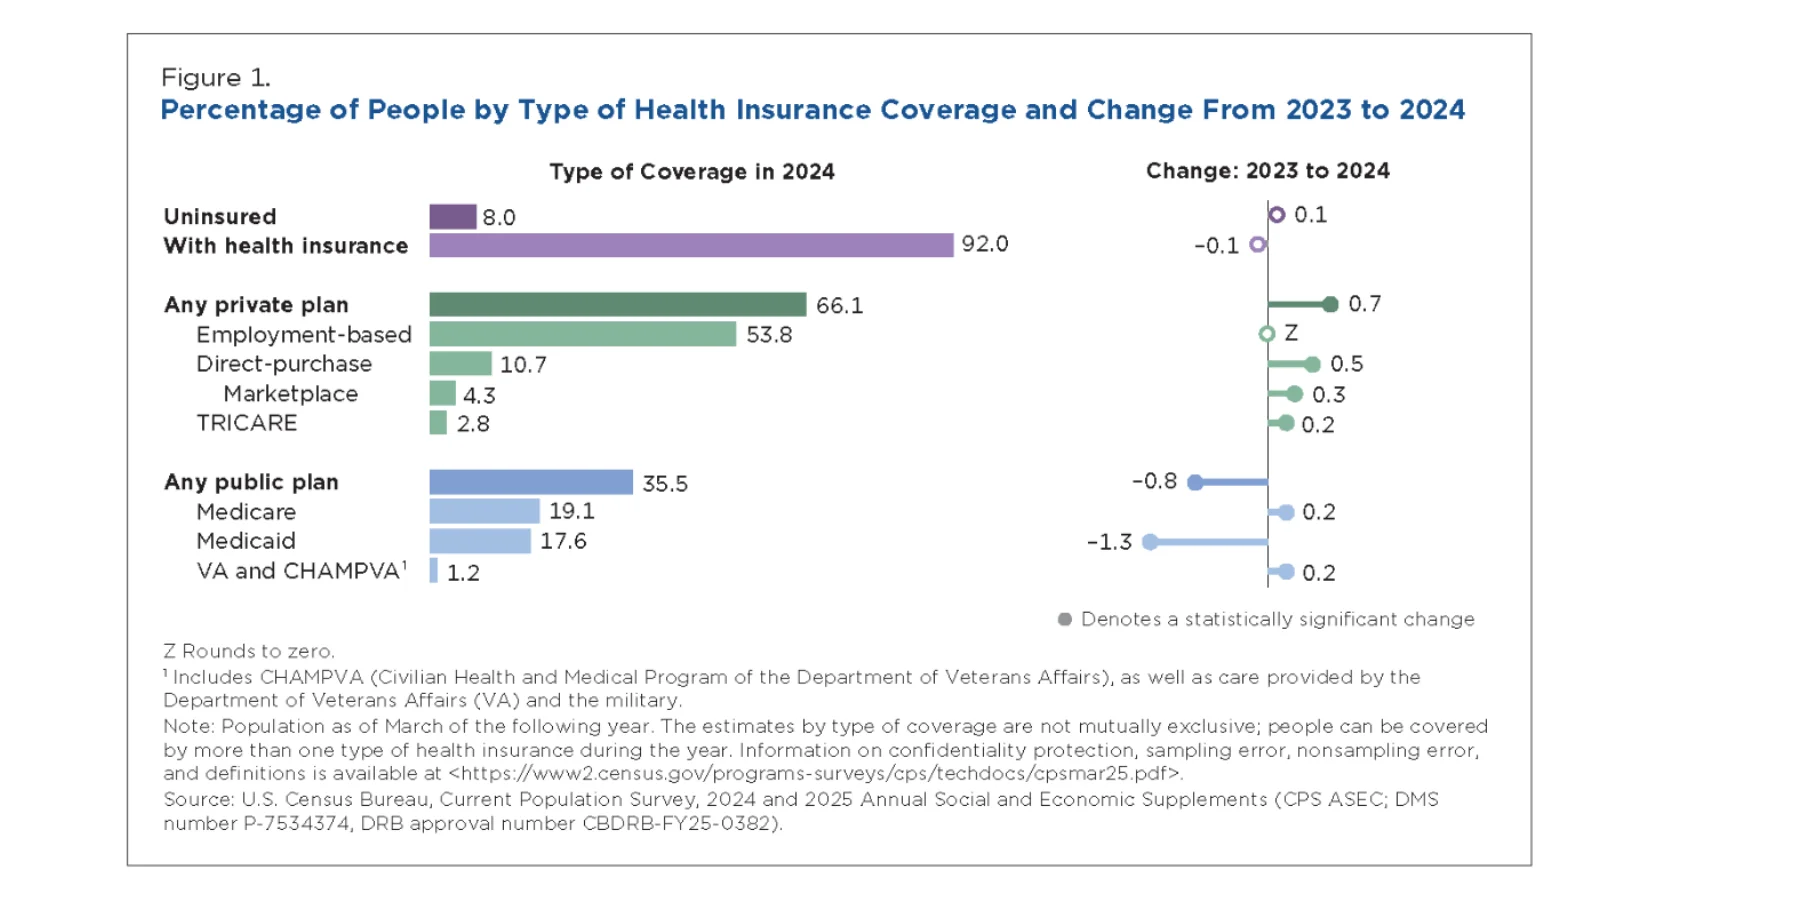 Figure 1.
Percentage of People by Type of Health Insurance Coverage and Change From 2023 to 2024
Type of Coverage in 2024
Change: 2023 to 2024
Uninsured 8.0 0.1
With health insurance 92.0 –0.1
Any private plan 66.1 0.7
Employment-based 53.8 Z
Direct-purchase 10.7 0.5
Marketplace 4.3 0.3
TRICARE 2.8 0.2
Any public plan 35.5 –0.8
Medicare 19.1 0.2
Medicaid 17.6 –1.3
VA and CHAMPVA¹ 1.2 0.2
Denotes a statistically significant change
Z Rounds to zero.
¹ Includes CHAMPVA (Civilian Health and Medical Program of the Department of Veterans Affairs), as well as care provided by the
Department of Veterans Affairs (VA) and the military.
Note: Population as of March of the following year. The estimates by type of coverage are not mutually exclusive; people can be covered
by more than one type of health insurance during the year. Information on confidentiality protection, sampling error, nonsampling error,
and definitions is available at <https://www2.census.gov/programs-surveys/cps/techdocs/cpsmar25.pdf>.
Source: U.S. Census Bureau, Current Population Survey, 2024 and 2025 Annual Social and Economic Supplements (CPS ASEC; DMS
number P-7534374, DRB approval number CBDRB-FY25-0382).